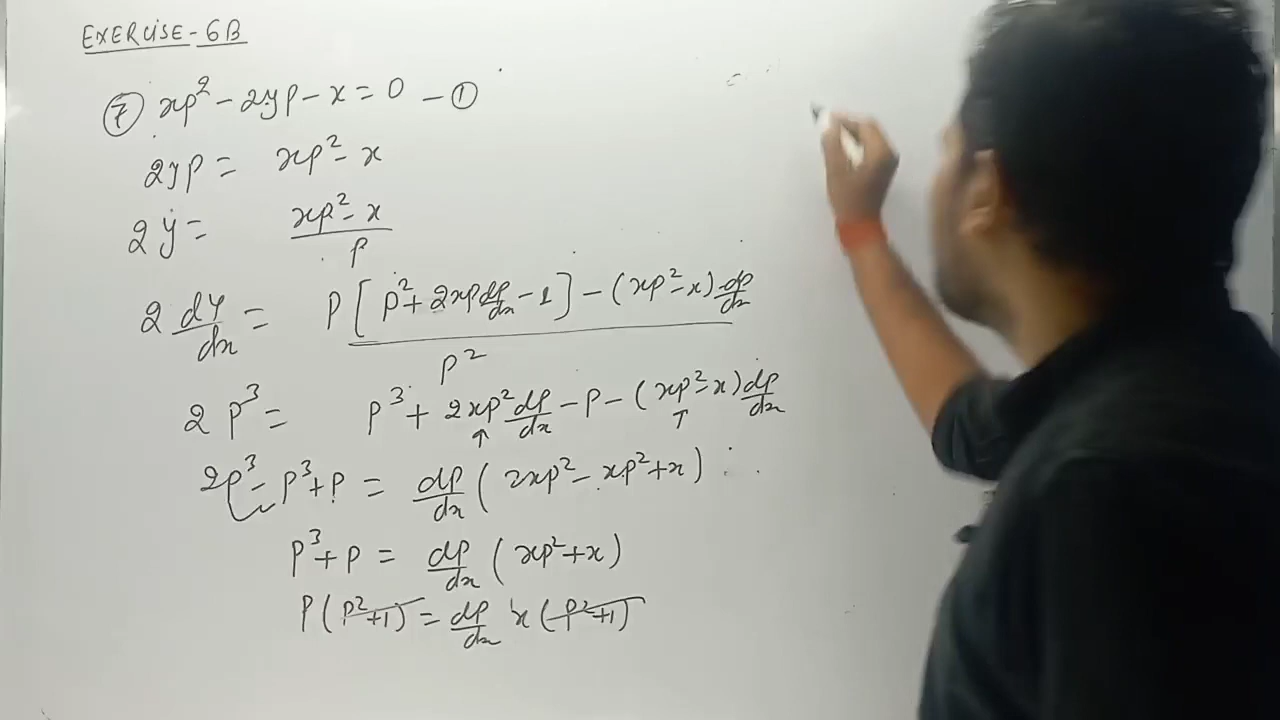 EXERCISE-6B
⑦ xp² - 2yp - x = 0 - ①
2yp = xp² - x
2y = (xp² - x)/p
2 dy/dx = (p[p² + 2xp dp/dx - 1] - (xp² - x) dp/dx)/p²
2p³ = p³ + 2xp² dp/dx - p - (xp² - x) dp/dx
2p³ - p³ + p = dp/dx (2xp² - xp² + x)
p³ + p = dp/dx (xp² + x)
p(p² + 1) = dp/dx x(p² + 1)